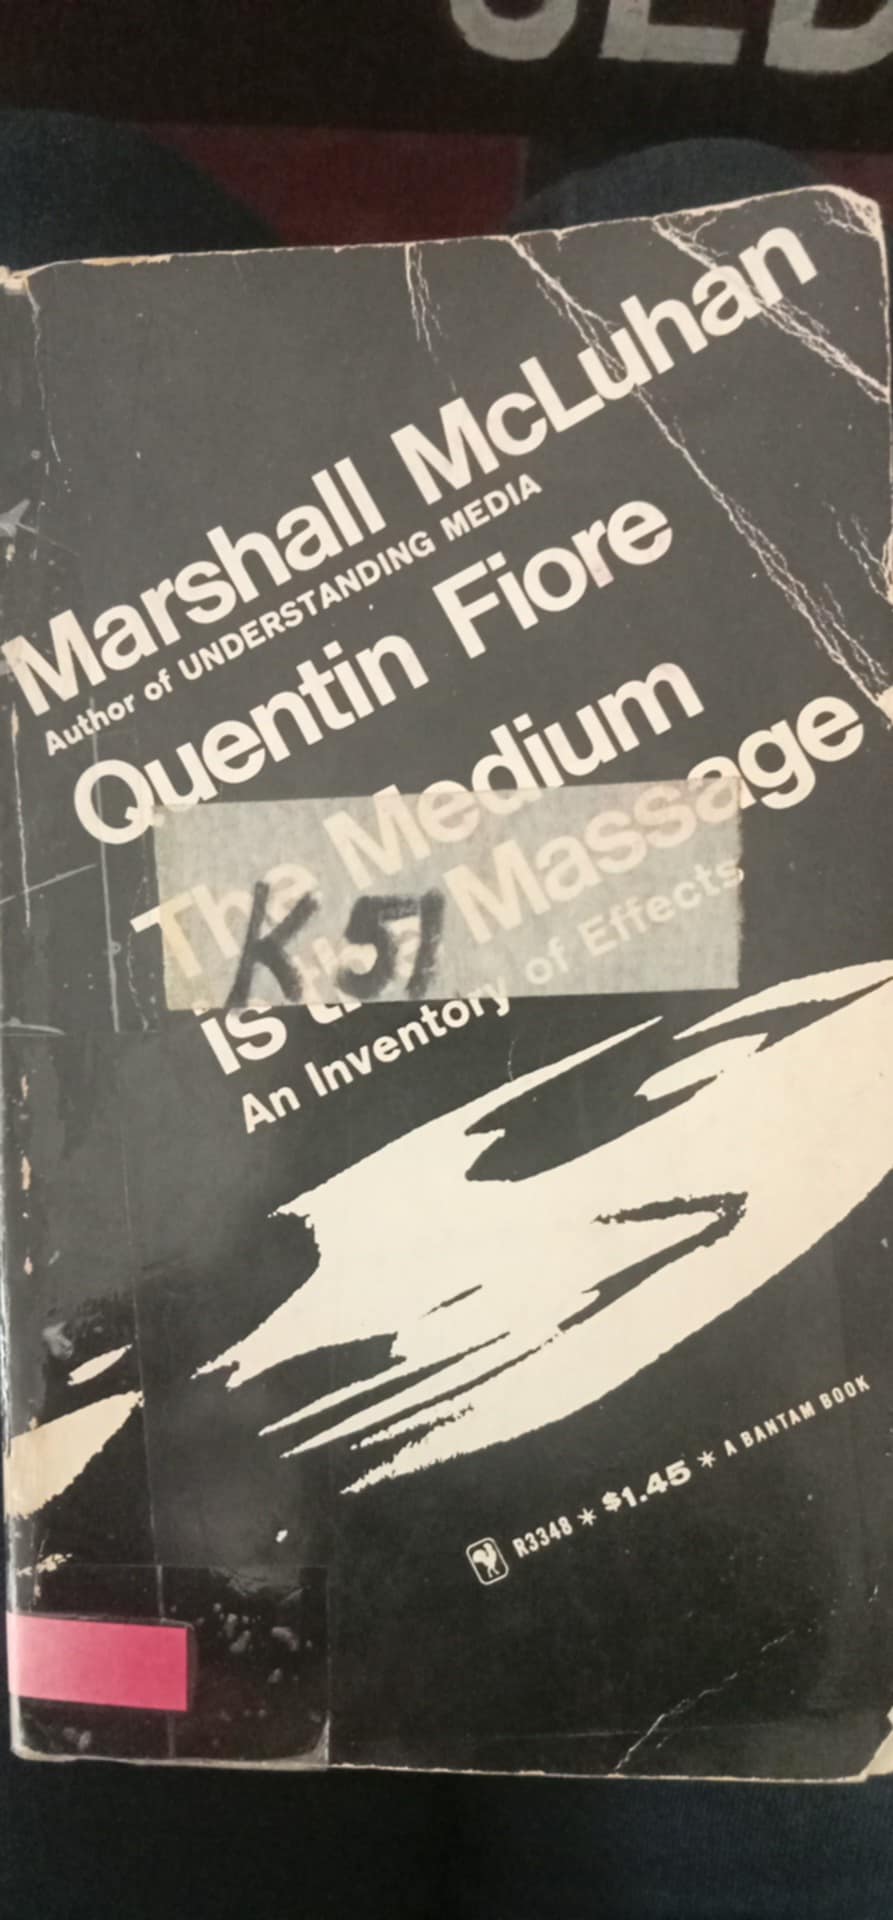 Marshall McLuhan
Author of UNDERSTANDING MEDIA
Quentin Fiore
The Medium
is the Massage
An Inventory of Effects
K 51
R3348 * $1.45 * A BANTAM BOOK